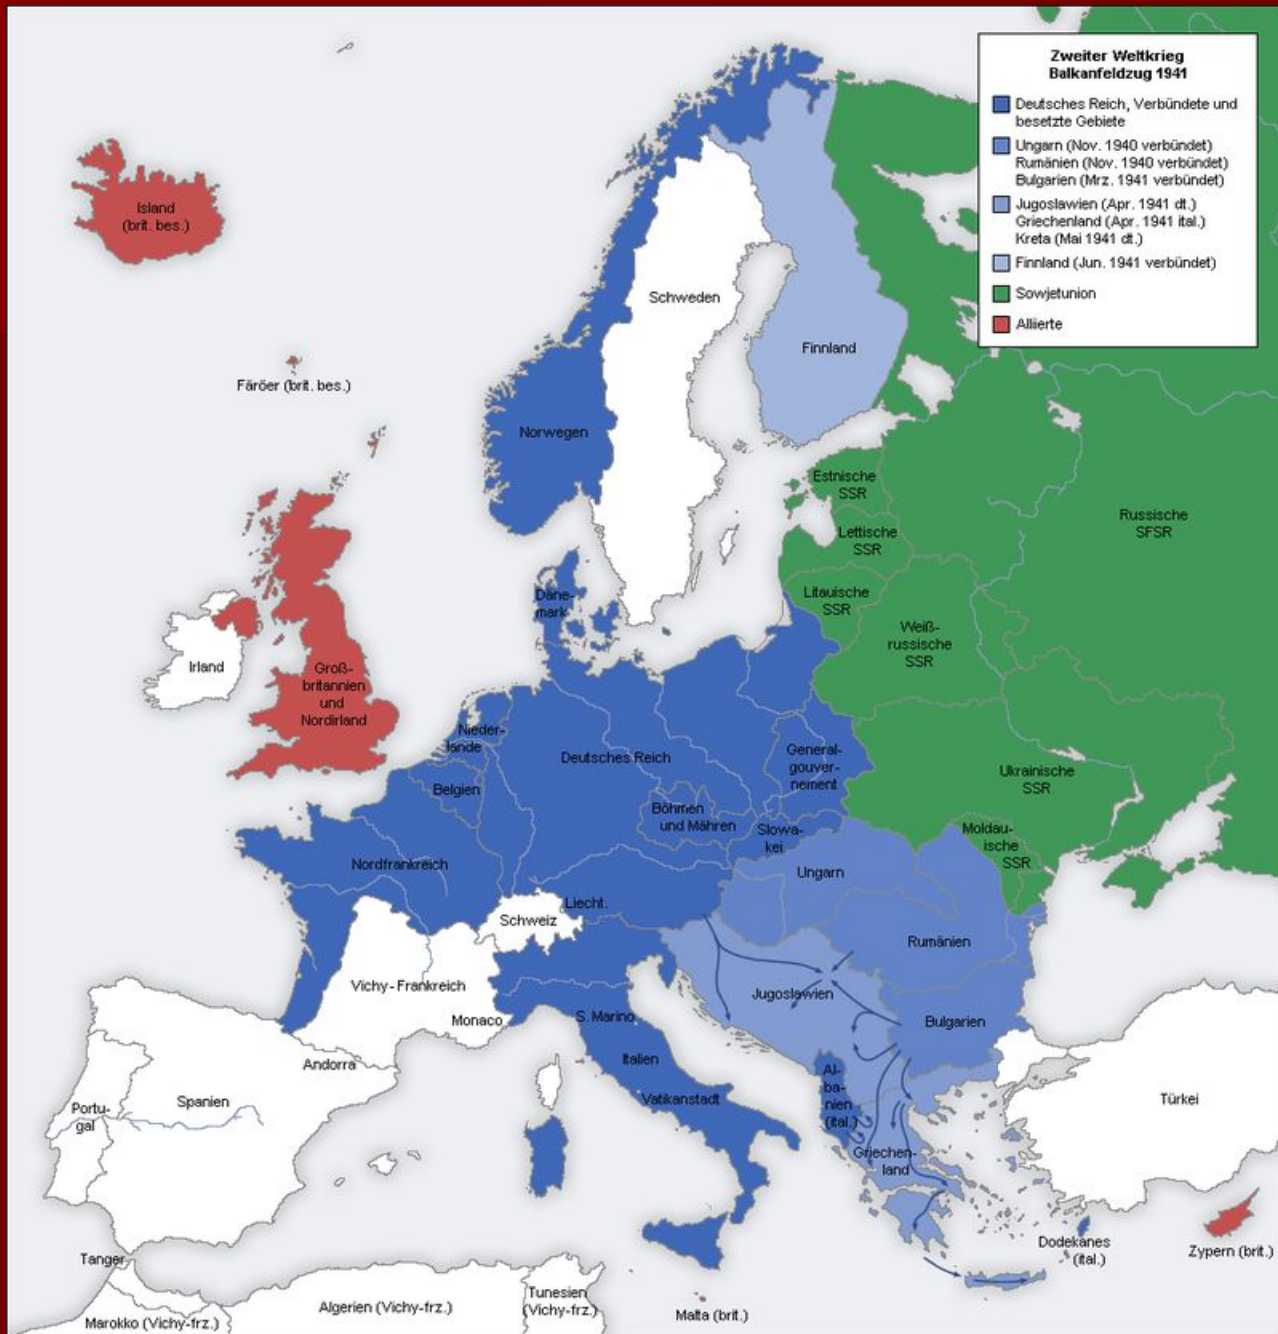 Zweiter Weltkrieg
Balkanfeldzug 1941
Deutsches Reich, Verbündete und
besetzte Gebiete
Ungarn (Nov. 1940 verbündet)
Rumänien (Nov. 1940 verbündet)
Bulgarien (Mrz. 1941 verbündet)
Jugoslawien (Apr. 1941 dt.)
Griechenland (Apr. 1941 ital.)
Kreta (Mai 1941 dt.)
Finnland (Jun. 1941 verbündet)
Sowjetunion
Alliierte
Island
(brit. bes.)
Schweden
Finnland
Färöer (brit. bes.)
Norwegen
Estnische
SSR
Lettische
SSR
Litauische
SSR
Russische
SFSR
Weiß-
russische
SSR
Däne-
mark
Irland
Groß-
britannien
und
Nordirland
Nieder-
lande
Deutsches Reich
General-
gouver-
nement
Belgien
Böhmen
und Mähren
Slowa-
kei
Ukrainische
SSR
Moldau-
ische
SSR
Nordfrankreich
Ungarn
Liecht.
Schweiz
Rumänien
Vichy-Frankreich
Jugoslawien
Monaco
S. Marino
Bulgarien
Andorra
Italien
Al-
ba-
nien
(ital.)
Vatikanstadt
Portu-
gal
Spanien
Türkei
Griechen-
land
Dodekanes
(ital.)
Zypern (brit.)
Tanger
Marokko (Vichy-frz.)
Algerien (Vichy-frz.)
Tunesien
(Vichy-frz.)
Malta (brit.)